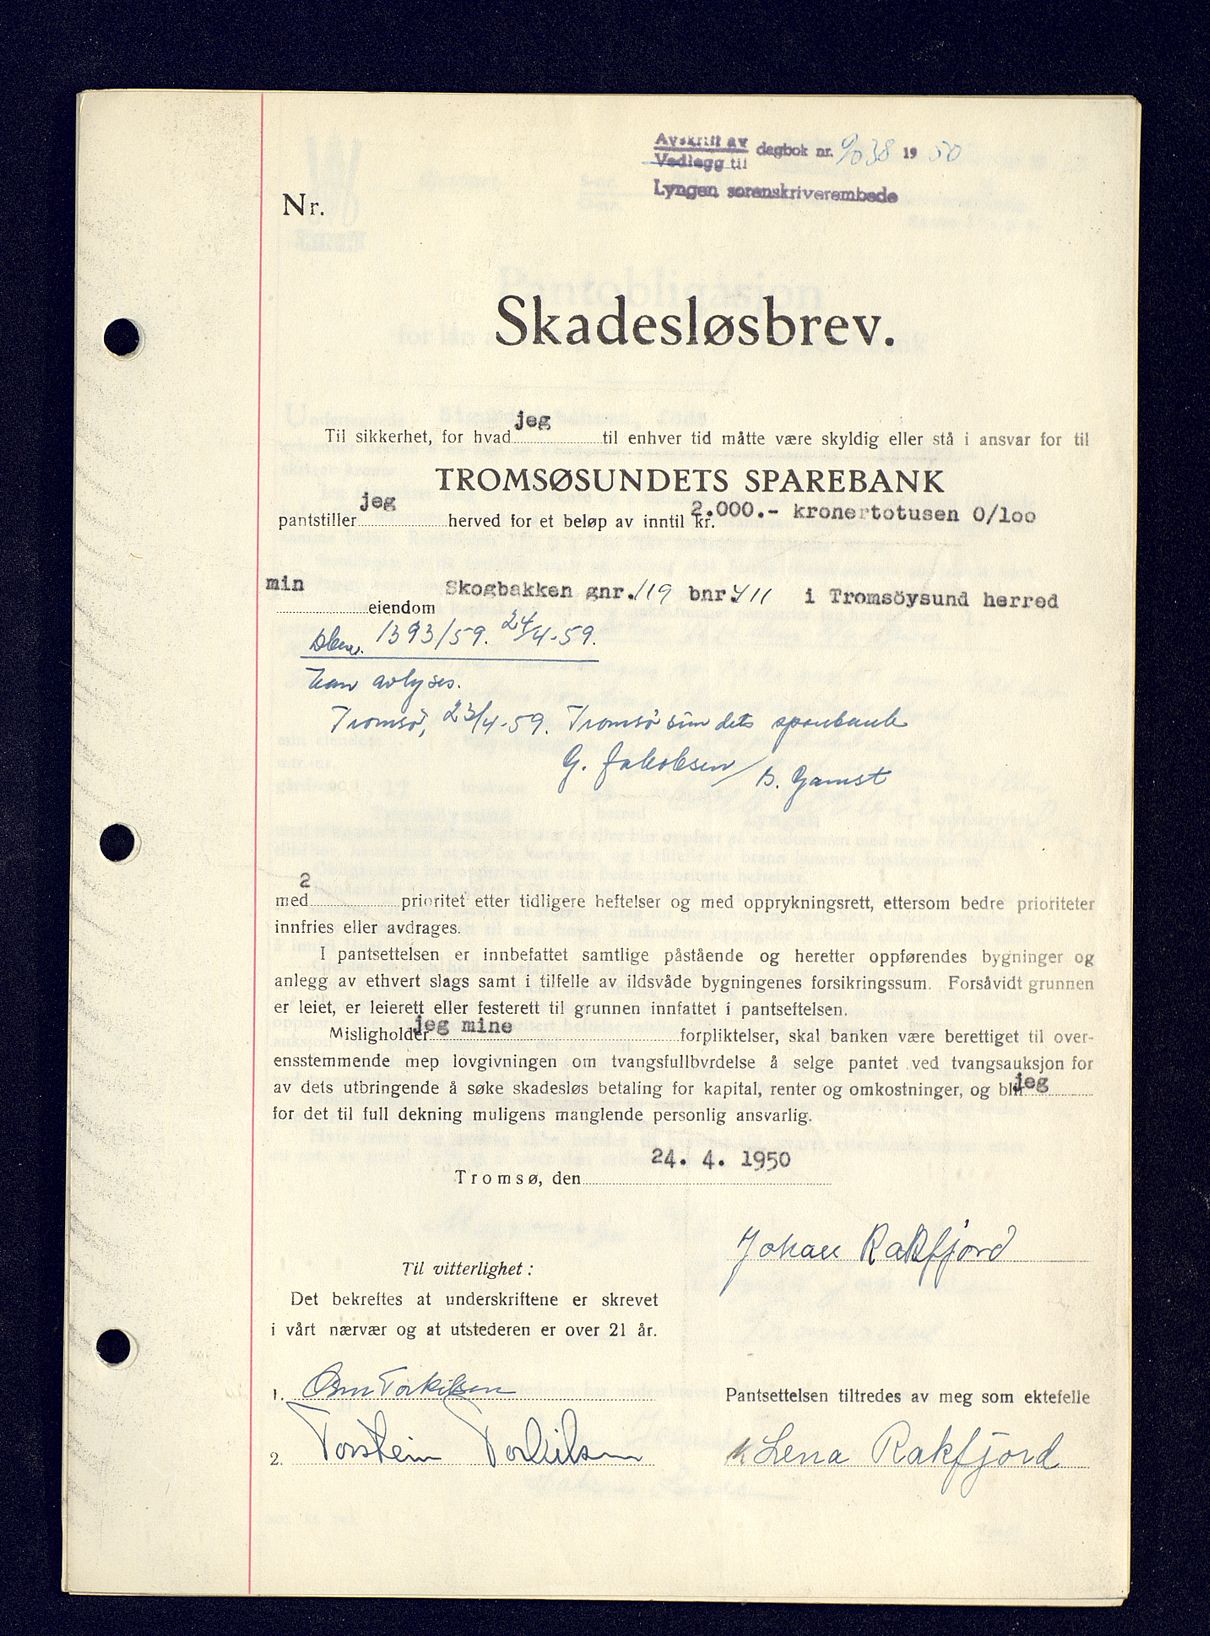 Avskrift av
Vedlegg til dagbok nr. 9038 1950
Lyngen sorenskriverembede
Nr.
Skadesløsbrev.
Til sikkerhet, for hvad jeg til enhver tid måtte være skyldig eller stå i ansvar for til
TROMSØSUNDETS SPAREBANK
pantstiller jeg herved for et beløp av inntil kr. 2.000.- kronertotusen 0/100
min eiendom Skogbakken gnr. 119 bnr. 411 i Tromsöysund herred
1393/59. 24/4-59.
Kan avlyses.
Tromsø, 23/4-59. Tromsøsundets sparebank
G. Jakobsen / B. Gamst
med 2 prioritet etter tidligere heftelser og med opprykningsrett, ettersom bedre prioriteter
innfries eller avdrages.
I pantsettelsen er innbefattet samtlige påstående og heretter oppførendes bygninger og
anlegg av ethvert slags samt i tilfelle av ildsvåde bygningenes forsikringssum. Forsåvidt grunnen
er leiet, er leierett eller festerett til grunnen innfattet i pantseftelsen.
Misligholder jeg mine forpliktelser, skal banken være berettiget til over-
ensstemmende mep lovgivningen om tvangsfullbvrdelse å selge pantet ved tvangsauksjon for
av dets utbringende å søke skadesløs betaling for kapital, renter og omkostninger, og blir jeg
for det til full dekning muligens manglende personlig ansvarlig.
Tromsø, den 24. 4. 1950
Johan Rakfjord
Til vitterlighet:
Det bekreftes at underskriftene er skrevet
i vårt nærvær og at utstederen er over 21 år.
1. Torkilsen
Pantsettelsen tiltredes av meg som ektefelle
2. Torstein Torkilsen
Lena Rakfjord